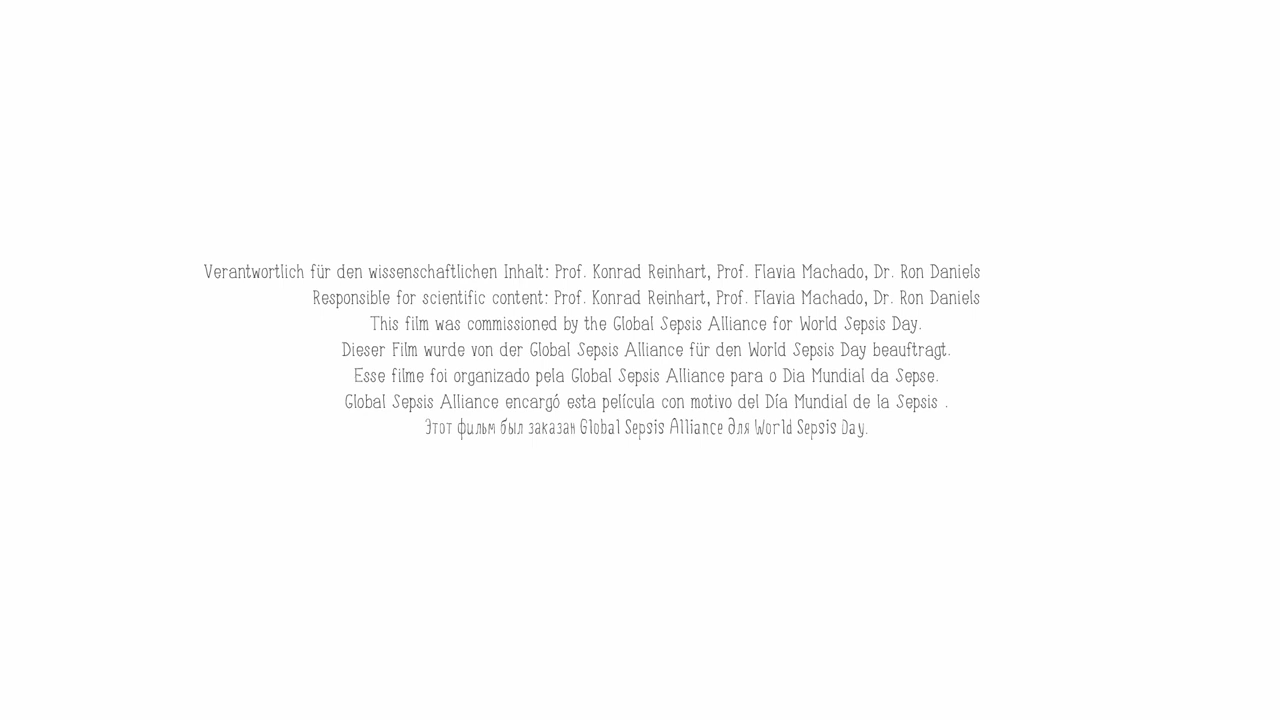 Verantwortlich für den wissenschaftlichen Inhalt: Prof. Konrad Reinhart, Prof. Flavia Machado, Dr. Ron Daniels
Responsible for scientific content: Prof. Konrad Reinhart, Prof. Flavia Machado, Dr. Ron Daniels
This film was commissioned by the Global Sepsis Alliance for World Sepsis Day.
Dieser Film wurde von der Global Sepsis Alliance für den World Sepsis Day beauftragt.
Esse filme foi organizado pela Global Sepsis Alliance para o Dia Mundial da Sepse.
Global Sepsis Alliance encargó esta película con motivo del Día Mundial de la Sepsis .
Этот фильм был заказан Global Sepsis Alliance для World Sepsis Day.